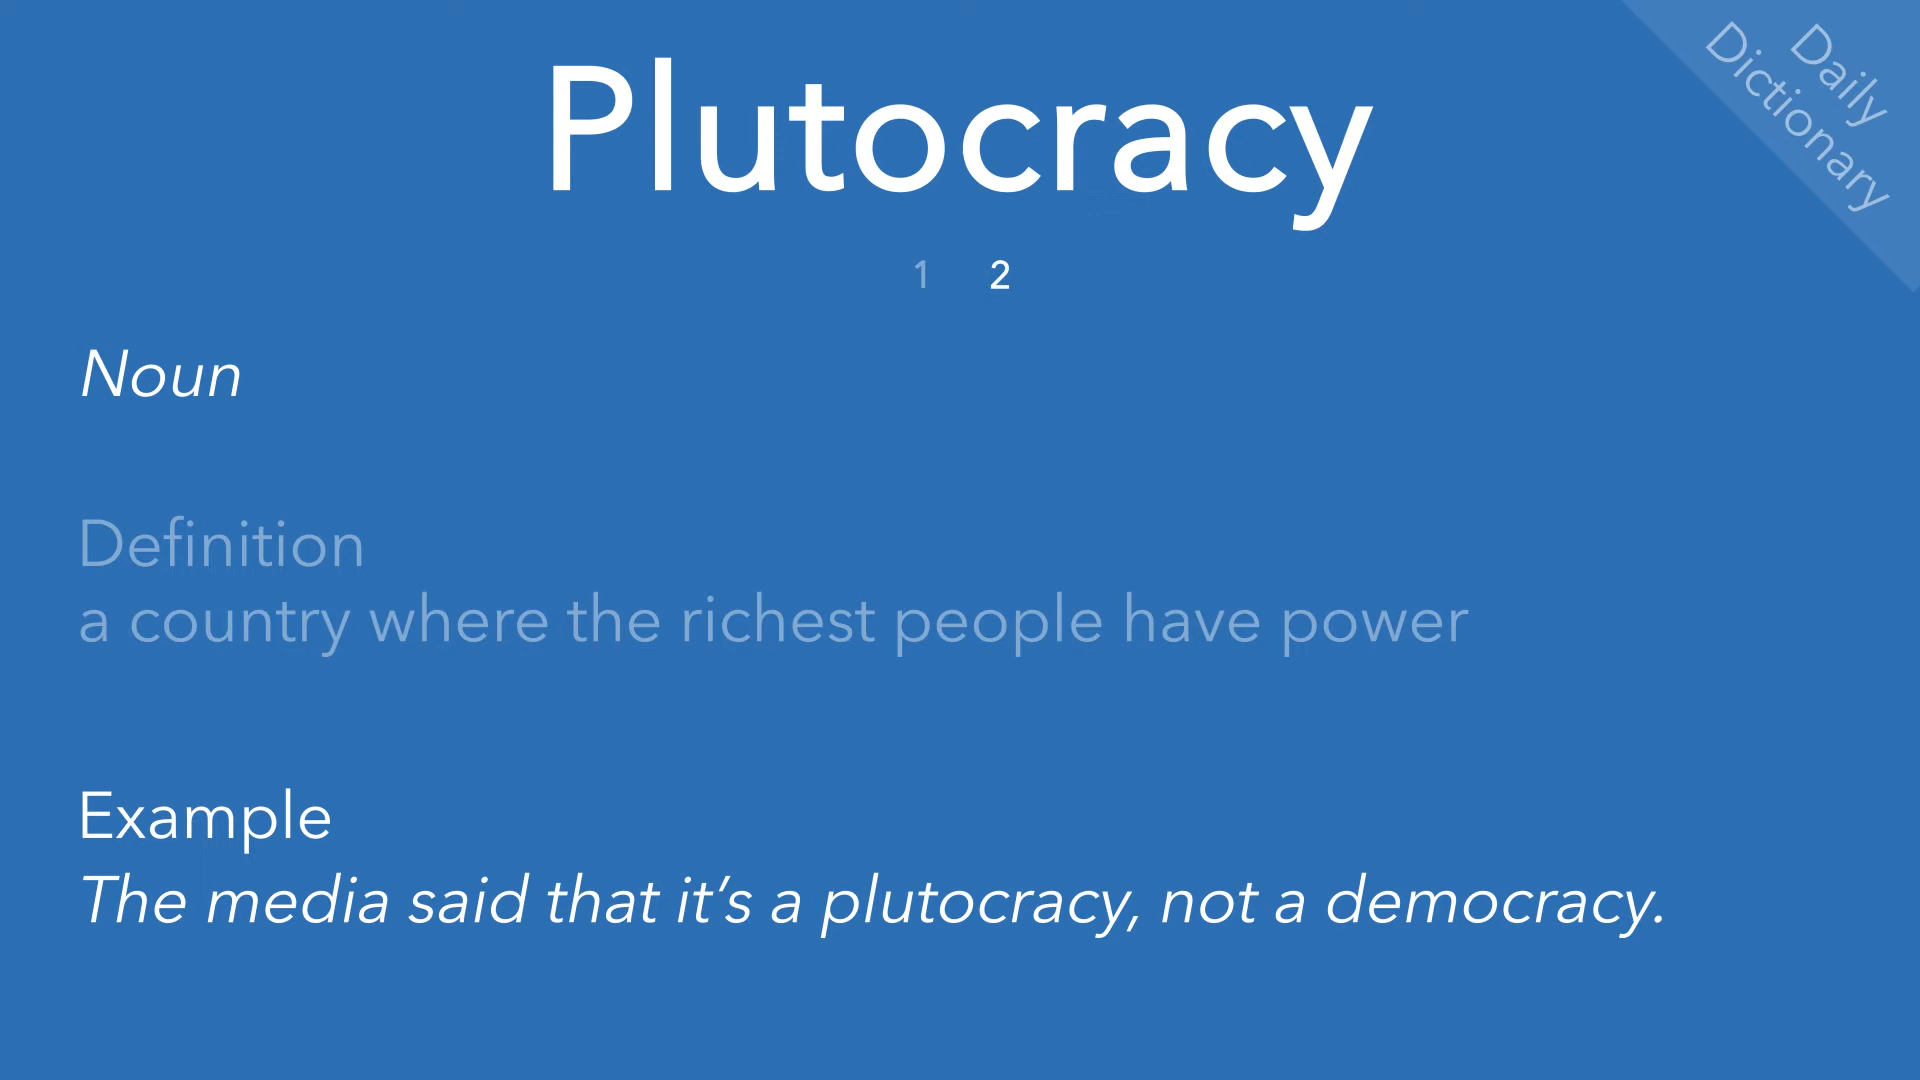 Plutocracy
Daily
Dictionary
1 2
Noun
Definition
a country where the richest people have power
Example
The media said that it’s a plutocracy, not a democracy.